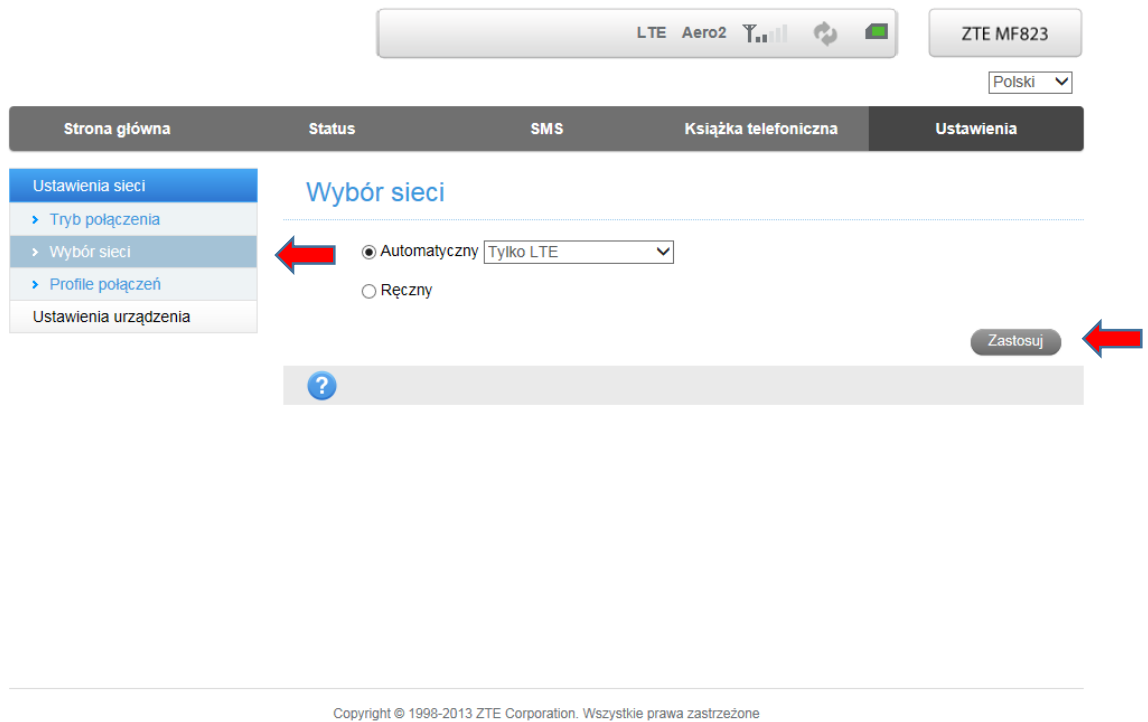 LTE Aero2
ZTE MF823
Polski
Strona główna Status SMS Książka telefoniczna Ustawienia
Ustawienia sieci
Tryb połączenia
Wybór sieci
Profile połączeń
Ustawienia urządzenia
Wybór sieci
Automatyczny Tylko LTE
Ręczny
Zastosuj
?
Copyright © 1998-2013 ZTE Corporation. Wszystkie prawa zastrzeżone